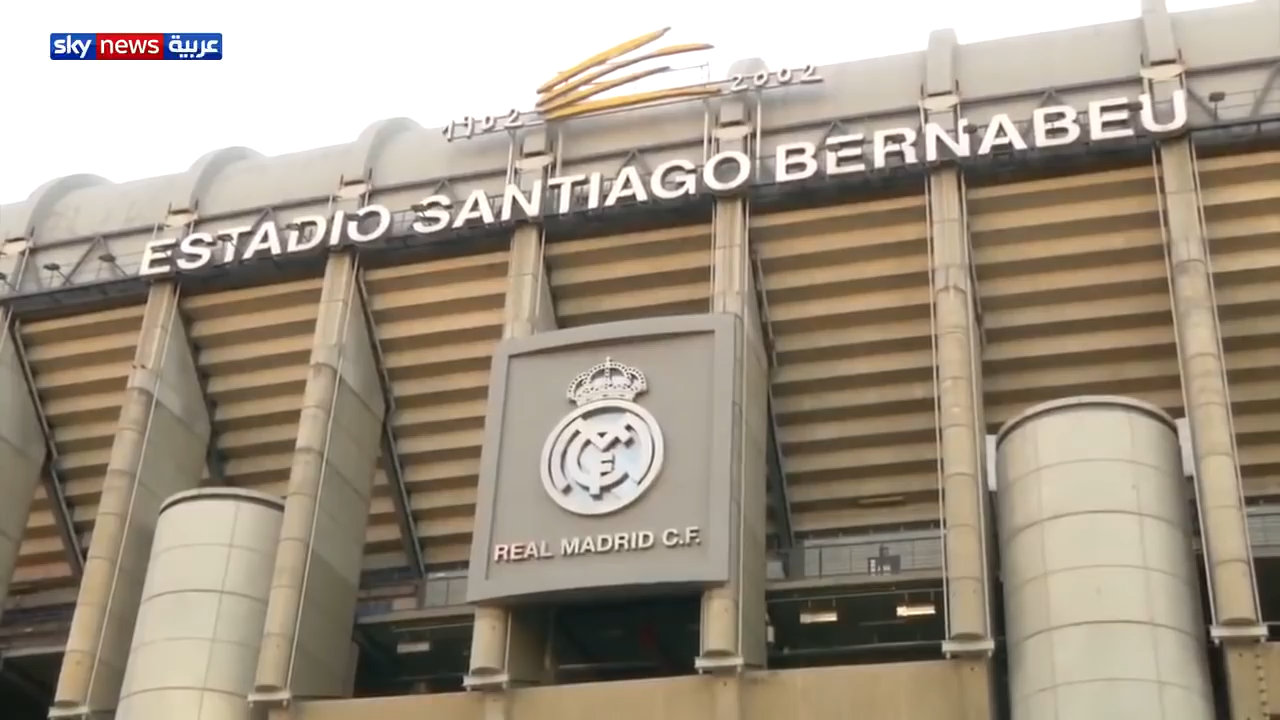 sky news عربية
1902 2002
ESTADIO SANTIAGO BERNABEU
REAL MADRID C.F.